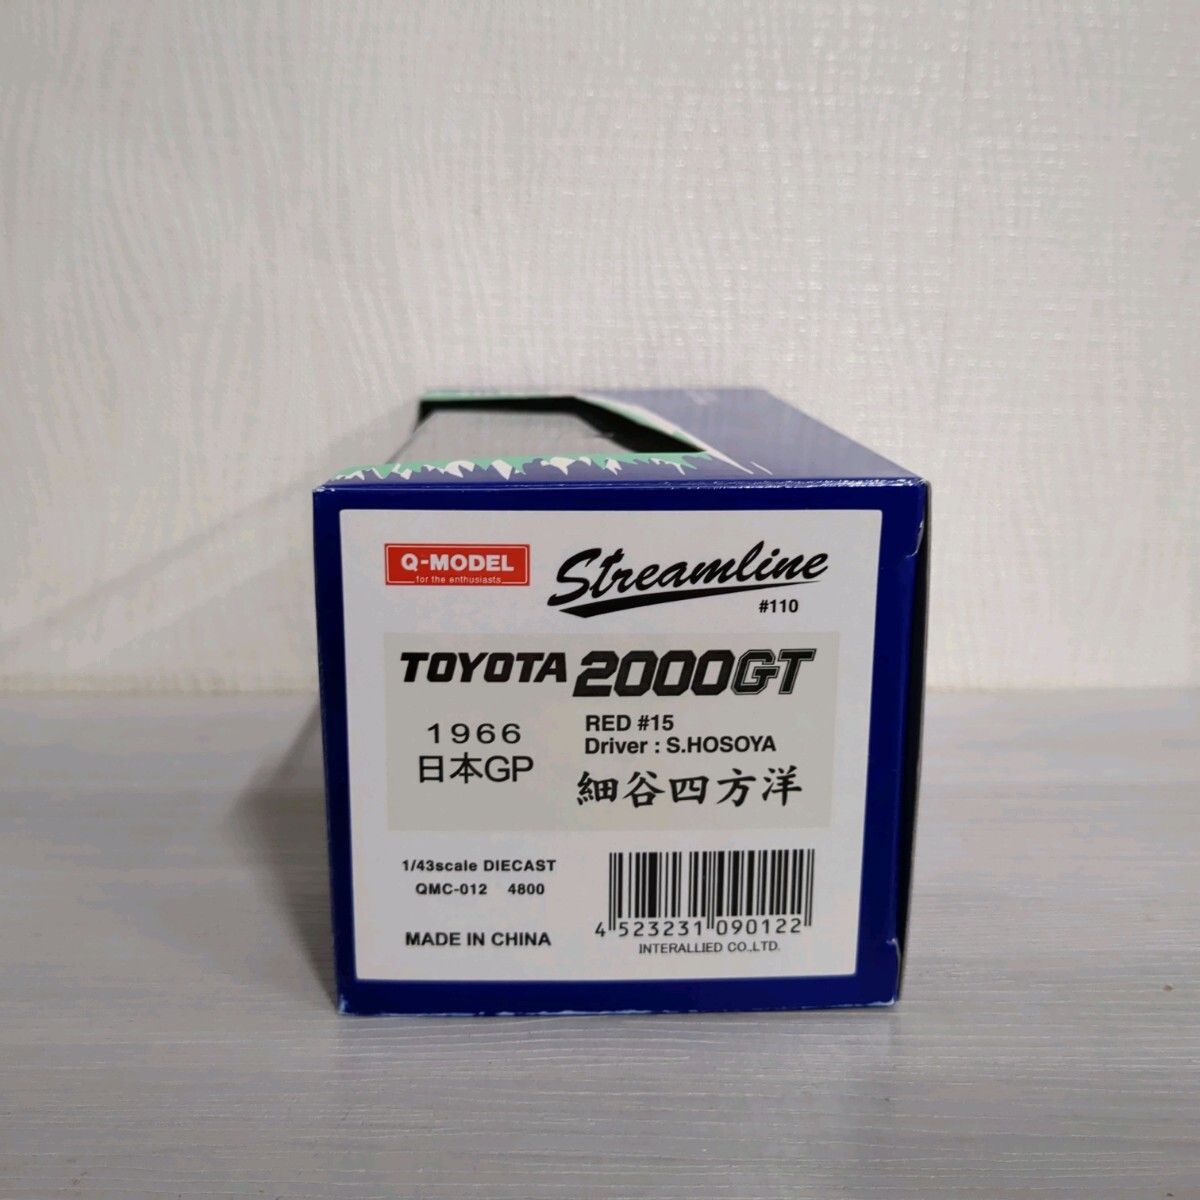 Q-MODEL
for the enthusiasts
Streamline
#110
TOYOTA 2000GT
1966
日本GP
RED #15
Driver : S.HOSOYA
細谷四方洋
1/43scale DIECAST
QMC-012 4800
MADE IN CHINA
4 523231 090122
INTERALLIED CO.,LTD.